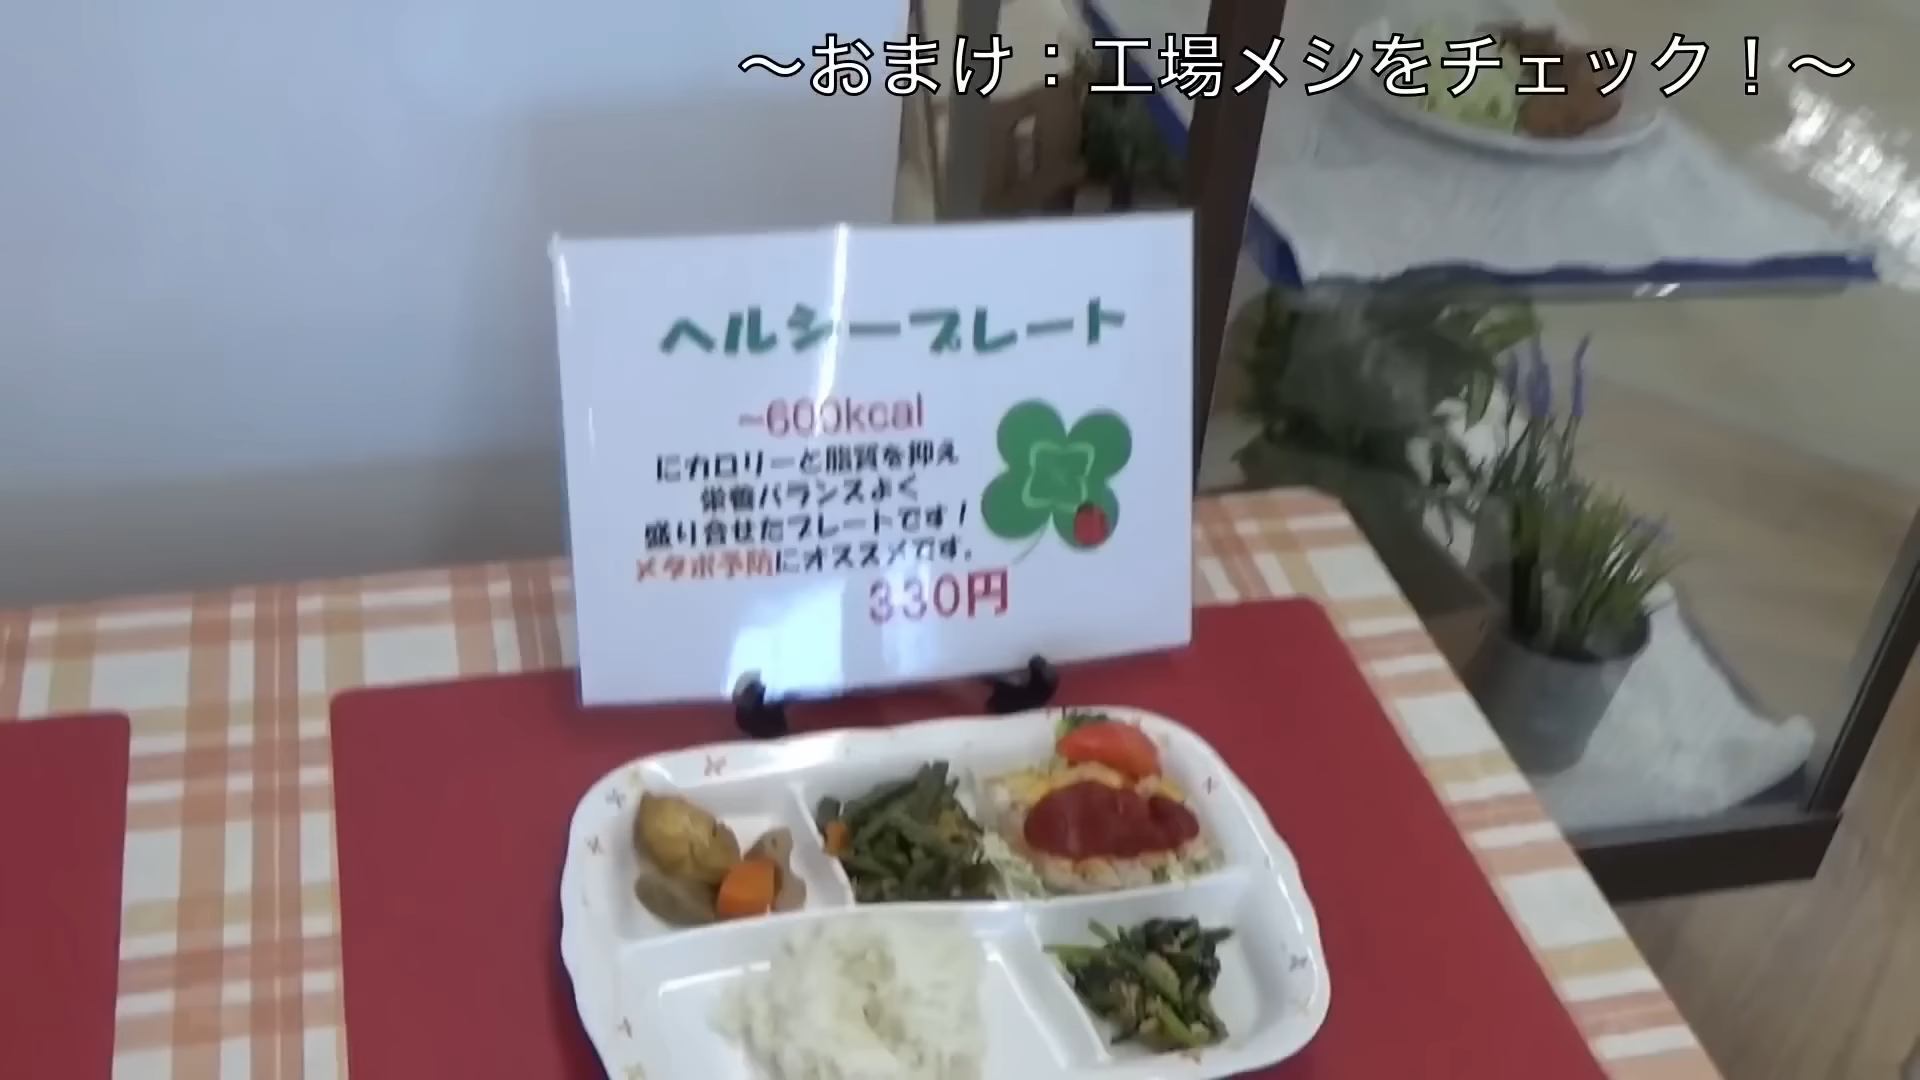 ～おまけ：工場メシをチェック！～
ヘルシープレート
~600kcal
にカロリーと脂質を抑え
栄養バランスよく
盛り合せたプレートです！
メタボ予防にオススメです。
330円